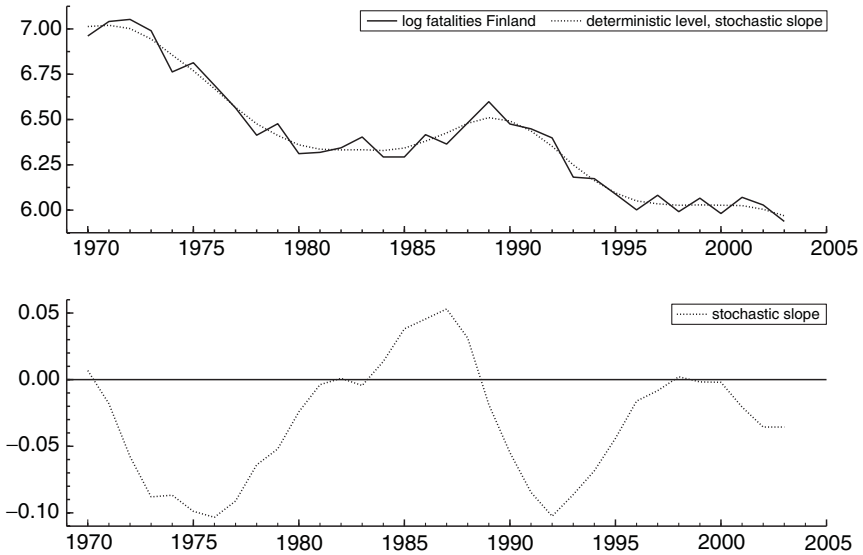 log fatalities Finland deterministic level, stochastic slope
7.00
6.75
6.50
6.25
6.00
1970 1975 1980 1985 1990 1995 2000 2005
stochastic slope
0.05
0.00
−0.05
−0.10
1970 1975 1980 1985 1990 1995 2000 2005